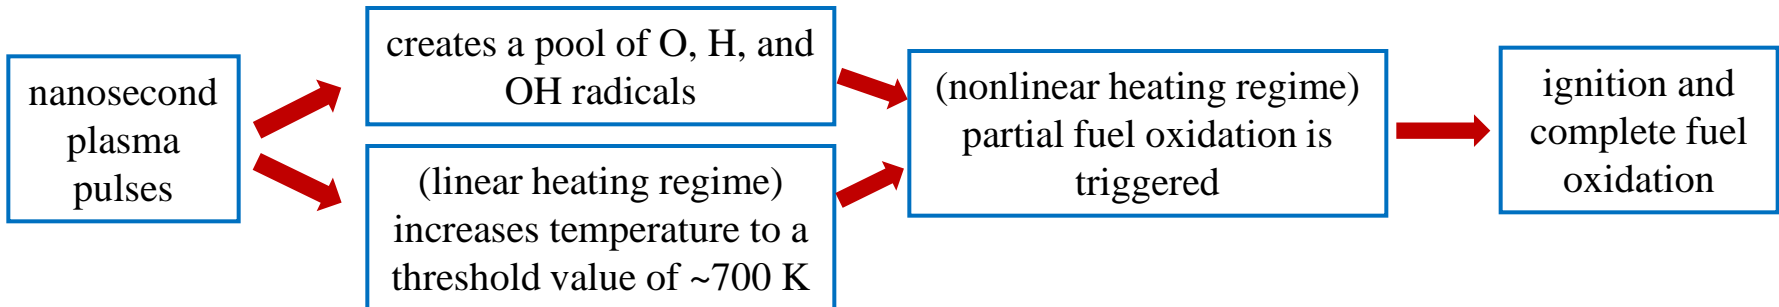 nanosecond
plasma
pulses
creates a pool of O, H, and
OH radicals
(linear heating regime)
increases temperature to a
threshold value of ~700 K
(nonlinear heating regime)
partial fuel oxidation is
triggered
ignition and
complete fuel
oxidation